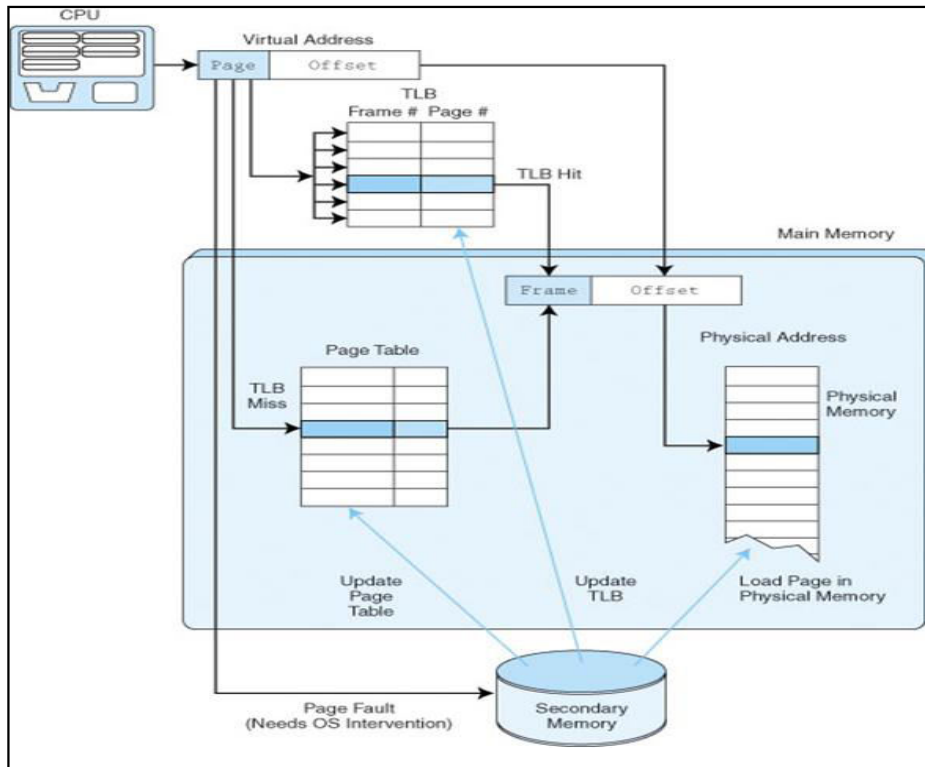 CPU
Virtual Address
Page Offset
TLB
Frame # Page #
TLB Hit
Main Memory
Frame Offset
Page Table
Physical Address
TLB
Miss
Physical
Memory
Update
Page
Table
Update
TLB
Load Page in
Physical Memory
Page Fault
(Needs OS Intervention)
Secondary
Memory